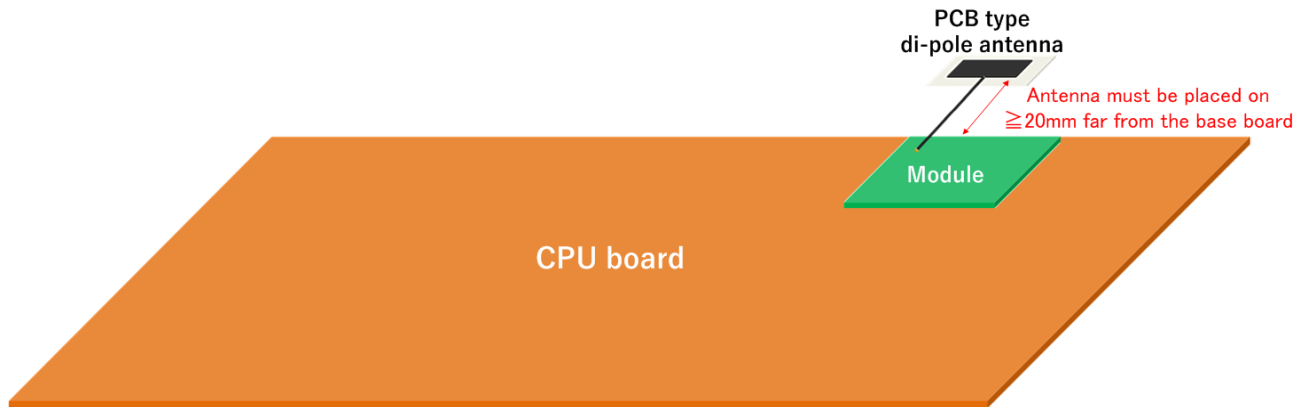 PCB type
di-pole antenna
Antenna must be placed on
≧20mm far from the base board
Module
CPU board